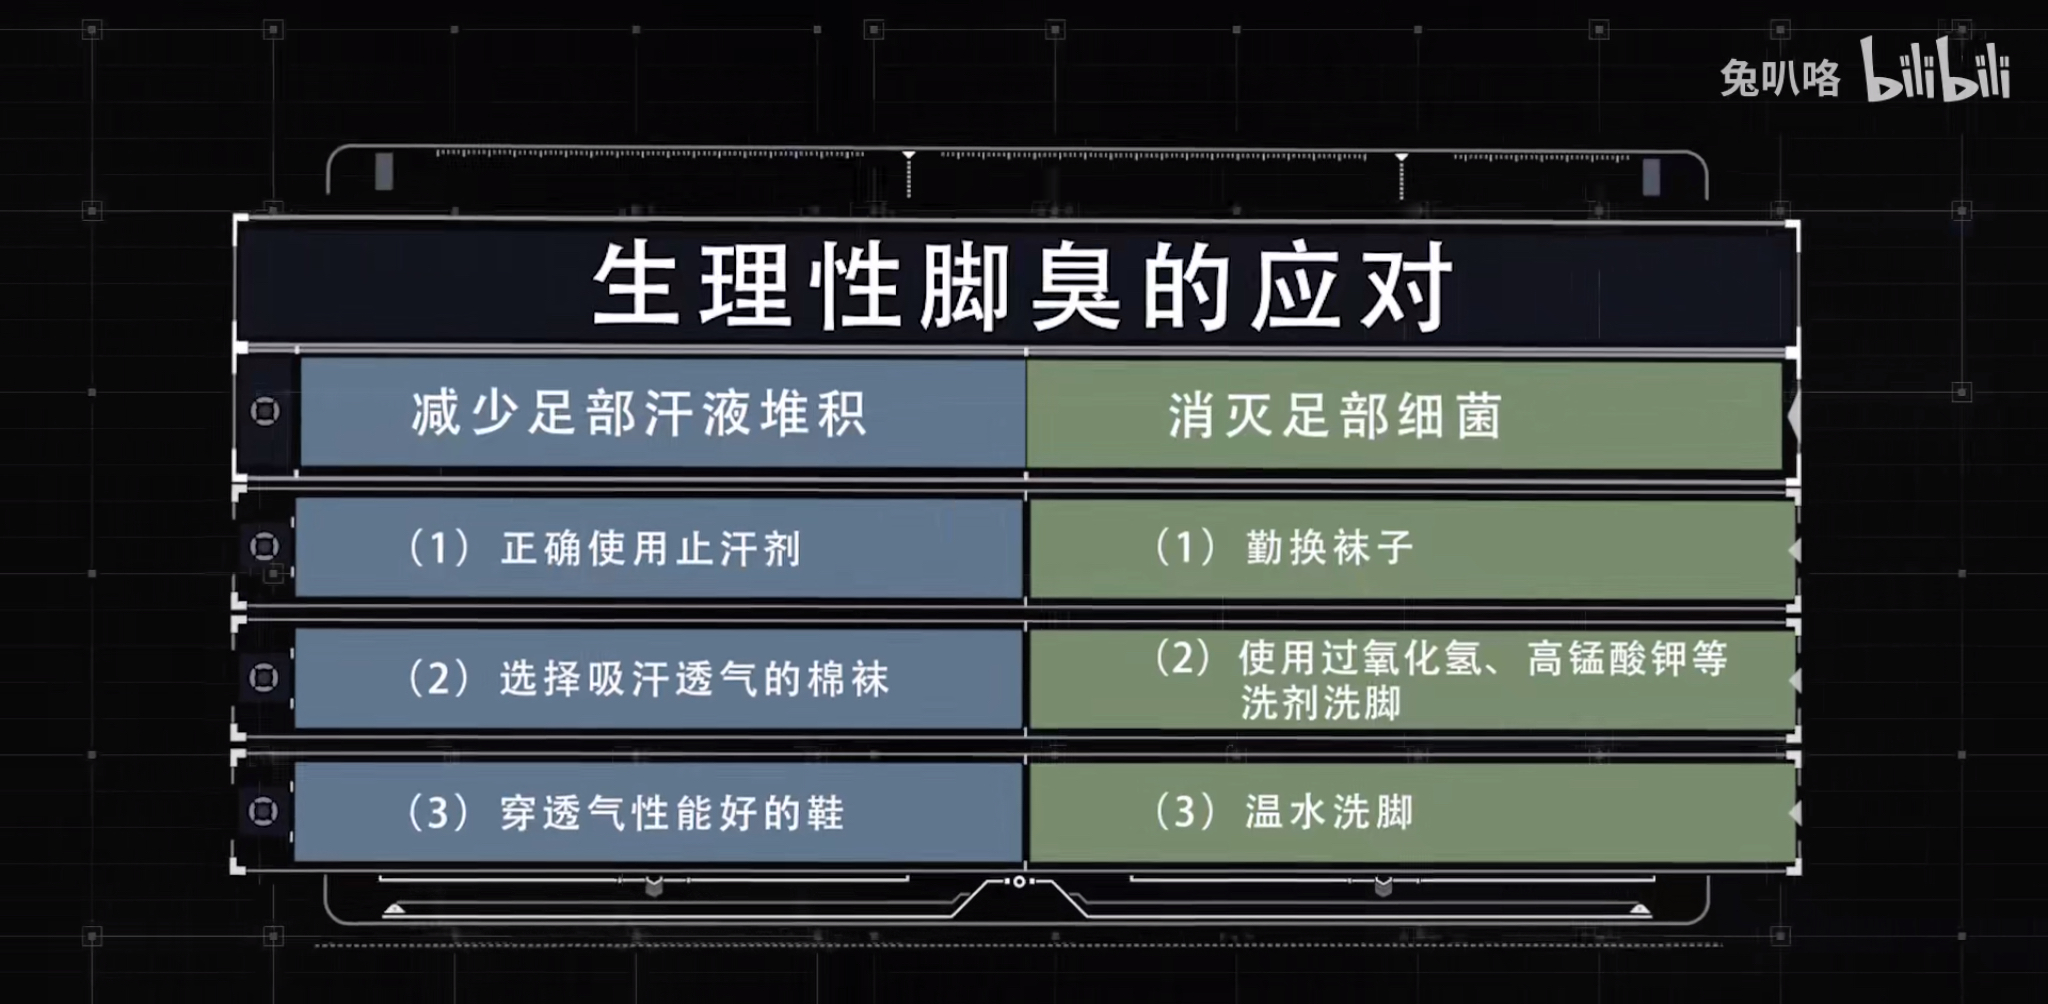 兔叭咯 bilibili
生理性脚臭的应对
减少足部汗液堆积
消灭足部细菌
（1）正确使用止汗剂
（1）勤换袜子
（2）选择吸汗透气的棉袜
（2）使用过氧化氢、高锰酸钾等
洗剂洗脚
（3）穿透气性能好的鞋
（3）温水洗脚